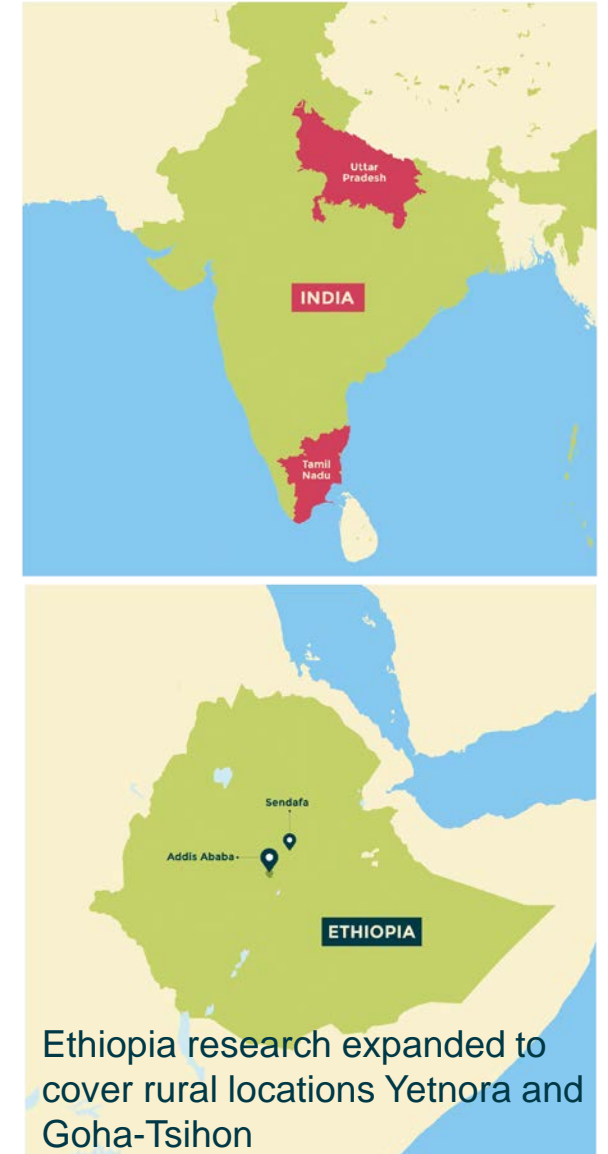 Uttar
Pradesh
INDIA
Tamil
Nadu
Sendafa
Addis Ababa
ETHIOPIA
Ethiopia research expanded to
cover rural locations Yetnora and
Goha-Tsihon